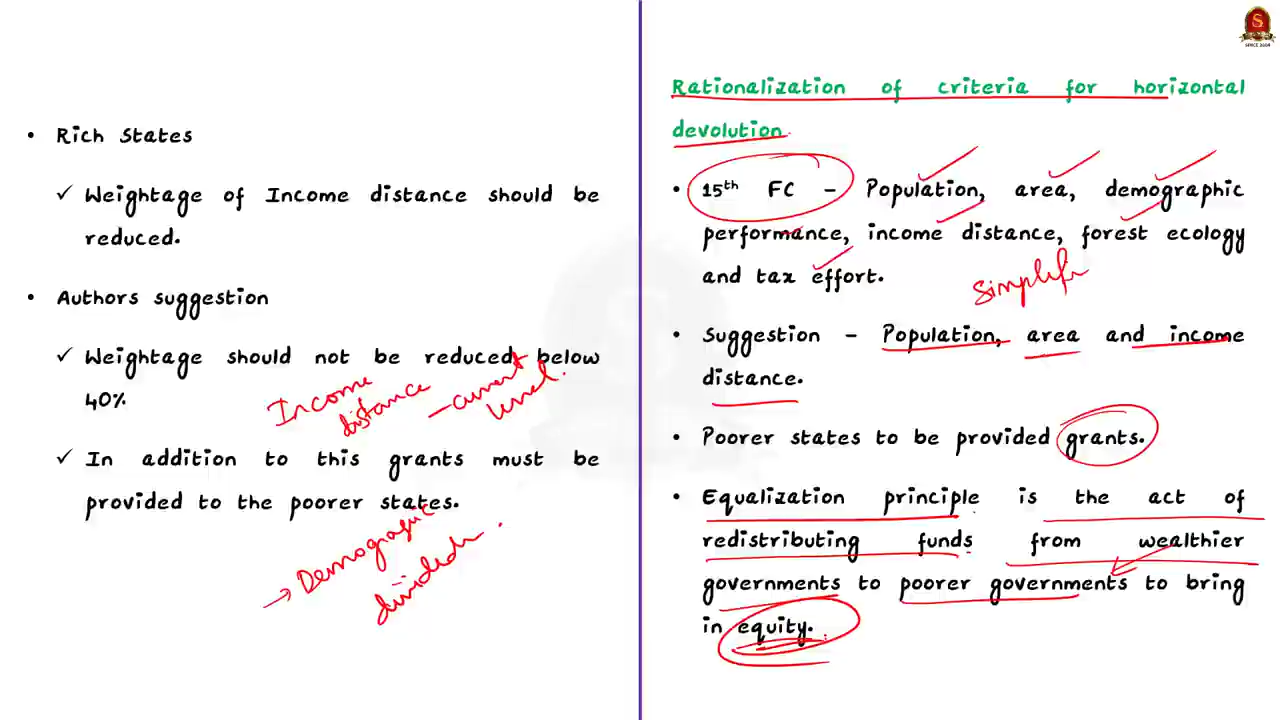 • Rich States
✓ Weightage of Income distance should be
reduced.
• Authors suggestion
✓ Weightage should not be reduced below
40%
Income
distance
-current
level.
✓ In addition to this grants must be
provided to the poorer states.
→ Demographic
dividend.
S
SINCE 2004
Rationalization of criteria for horizontal
devolution.
• 15th FC - Population, area, demographic
performance, income distance, forest ecology
and tax effort.
Simplify
• Suggestion - Population, area and income
distance.
• Poorer states to be provided grants.
• Equalization principle is the act of
redistributing funds from wealthier
governments to poorer governments to bring
in equity.